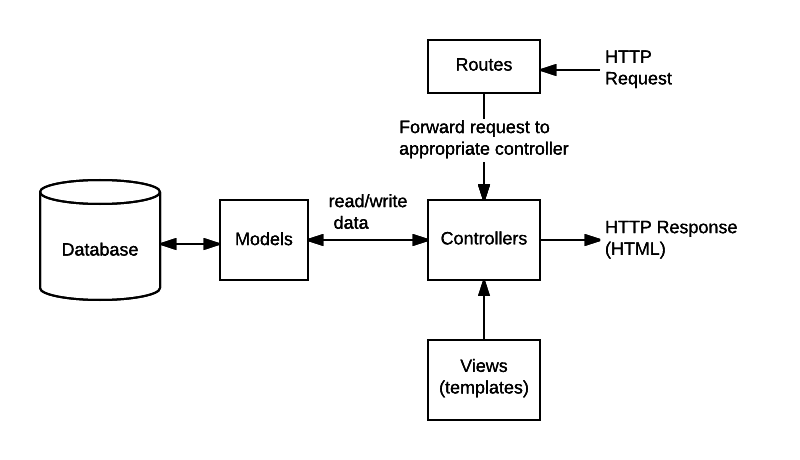 Routes
HTTP
Request
Forward request to
appropriate controller
read/write
data
Database
Models
Controllers
HTTP Response
(HTML)
Views
(templates)